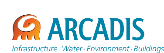 ARCADIS
Infrastructure · Water · Environment · Buildings